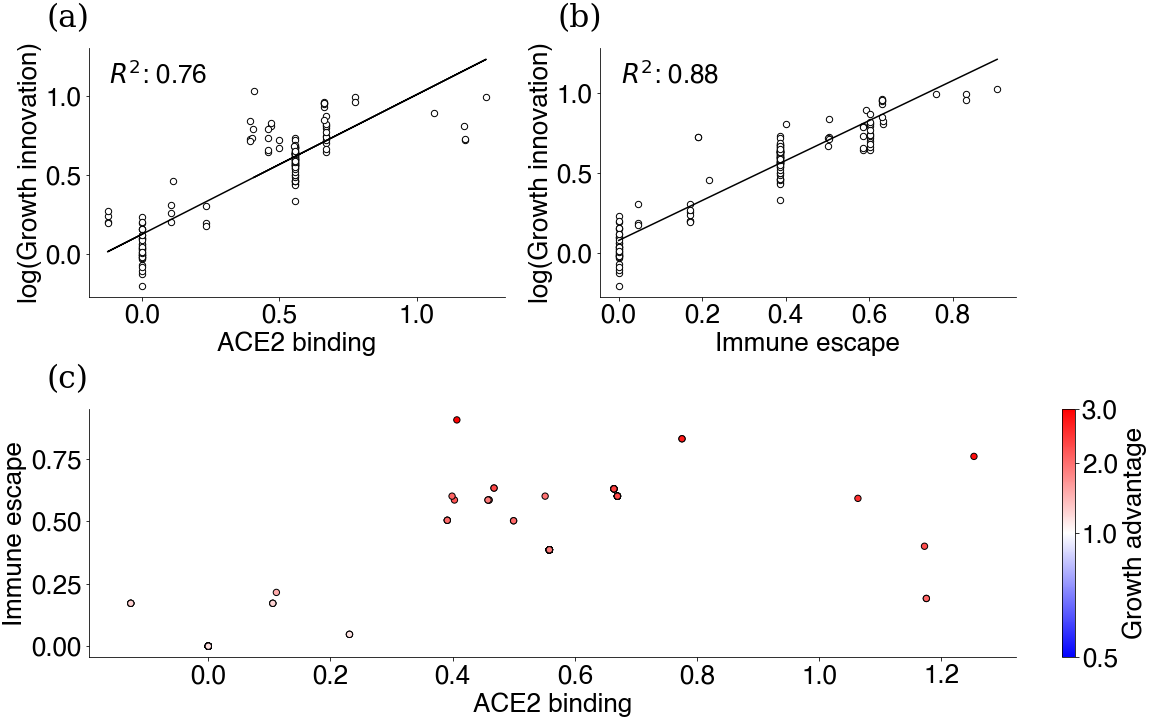 (a)
log(Growth innovation)
R²: 0.76
1.0
0.5
0.0
0.0 0.5 1.0
ACE2 binding
(b)
log(Growth innovation)
R²: 0.88
1.0
0.5
0.0
0.0 0.2 0.4 0.6 0.8
Immune escape
(c)
Immune escape
0.75
0.50
0.25
0.00
0.0 0.2 0.4 0.6 0.8 1.0 1.2
ACE2 binding
3.0
2.0
1.0
0.5
Growth advantage